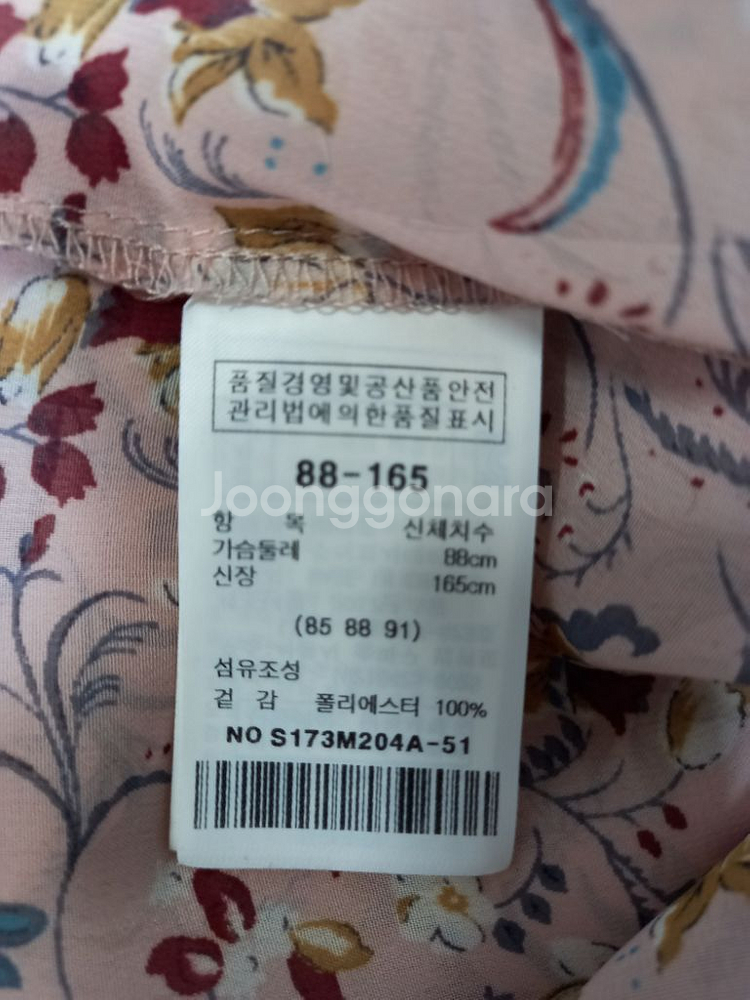 품질경영및공산품안전
관리법에의한품질표시
88-165
Joonggonara
항 목 신체치수
가슴둘레 88cm
신장 165cm
(85 88 91)
섬유조성
겉 감 폴리에스터 100%
NO S173M204A-51